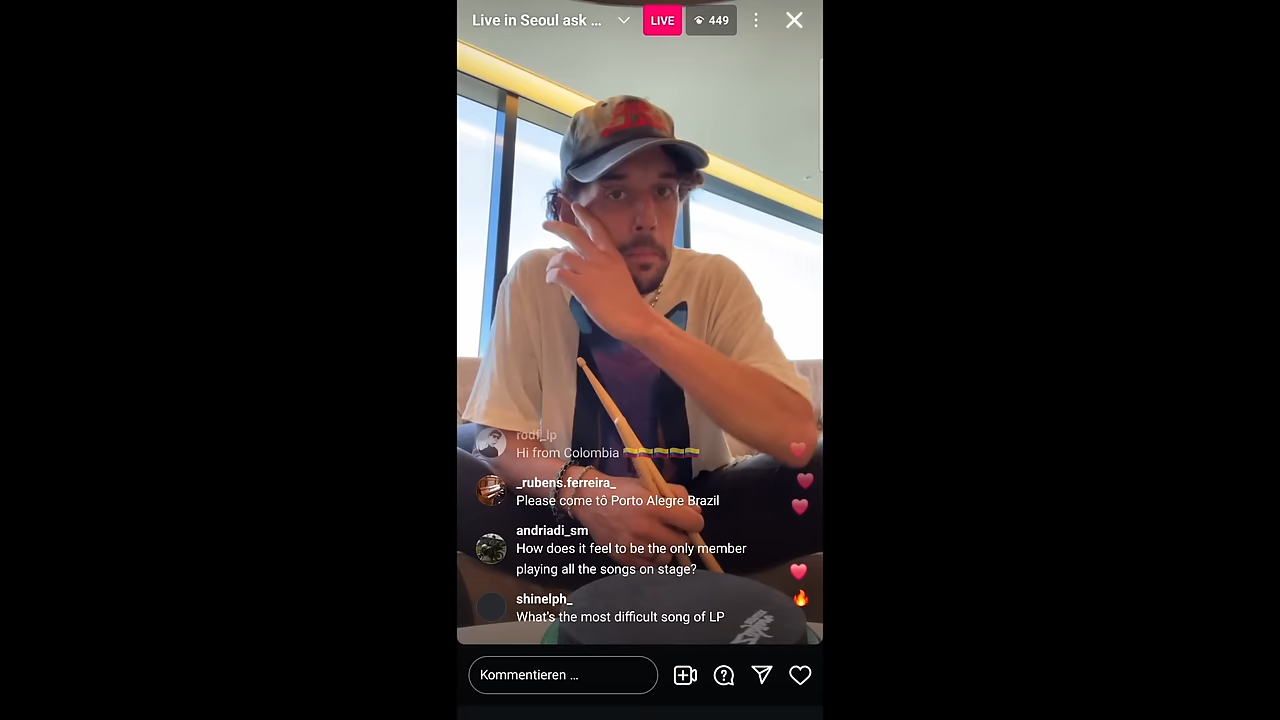 Live in Seoul ask ...
LIVE
449
rodf_lp
Hi from Colombia 🇨🇴🇨🇴🇨🇴🇨🇴🇨🇴
_rubens.ferreira_
Please come tô Porto Alegre Brazil
andriadi_sm
How does it feel to be the only member
playing all the songs on stage?
shinelph_
What's the most difficult song of LP
Kommentieren ...